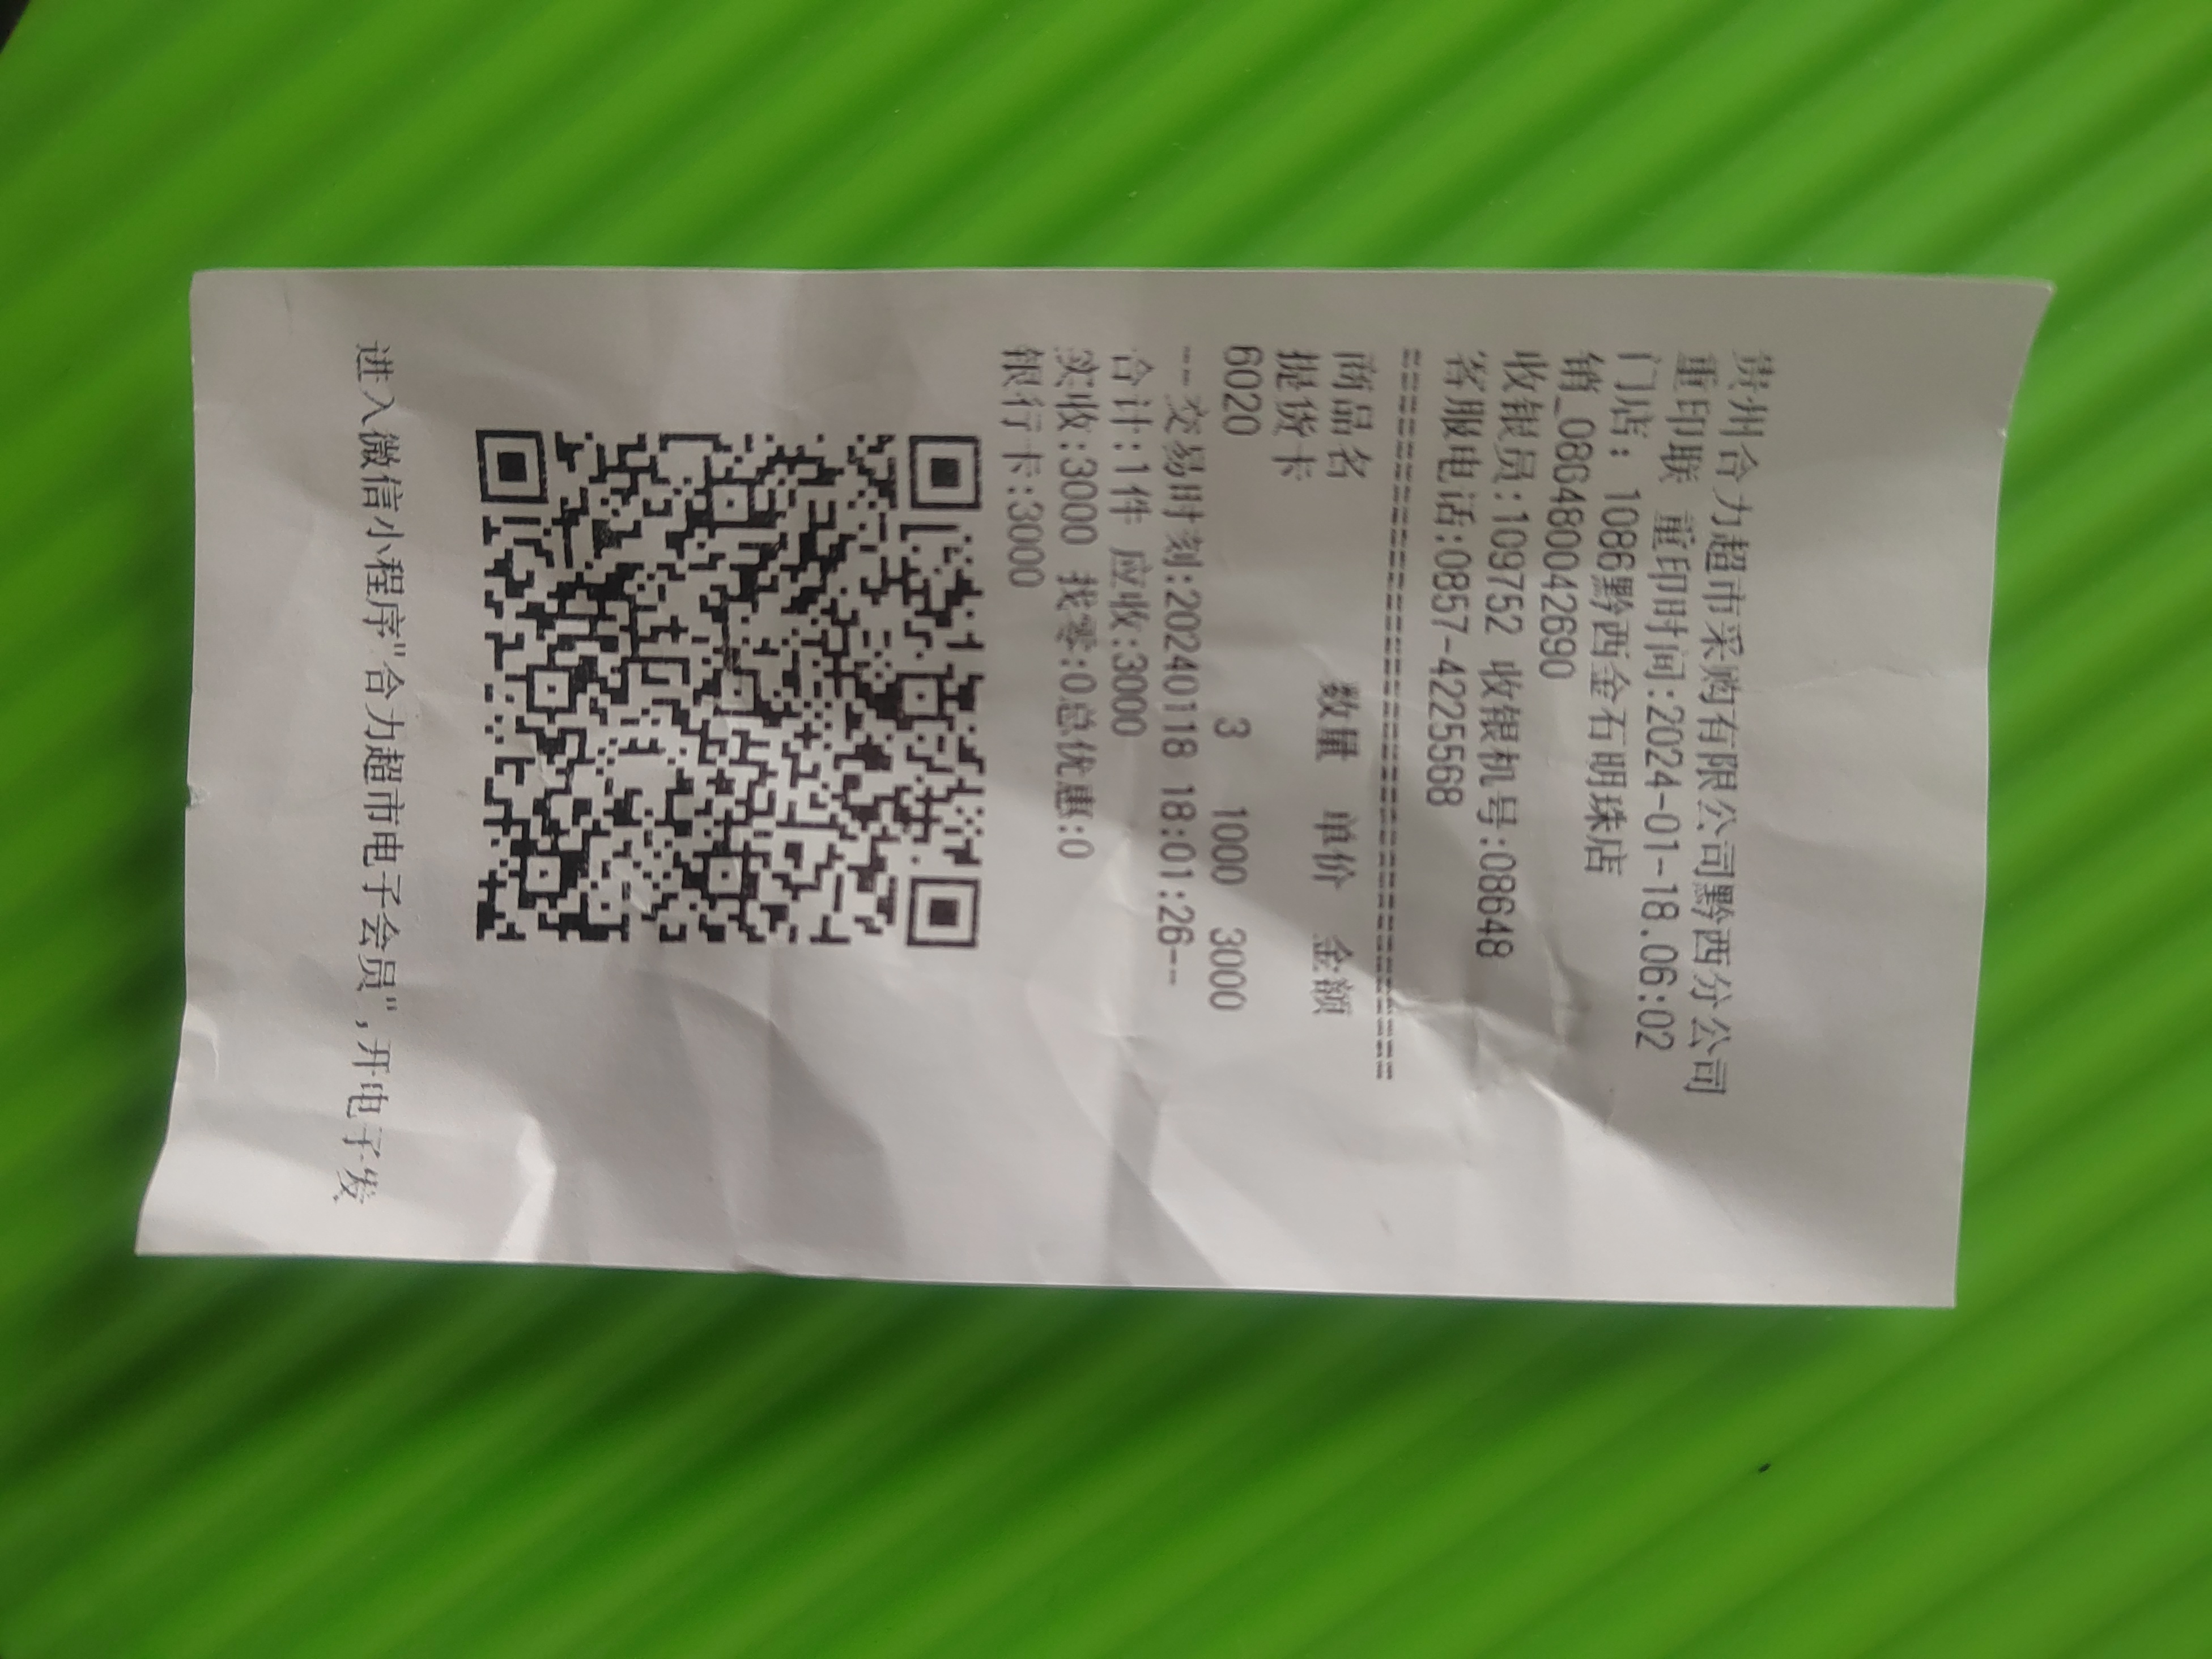 贵州合力超市采购有限公司黔西分公司
重印联 重印时间:2024-01-18.06:02
门店: 1086黔西金石明珠店
销_08648004​2690
收银员:109752 收银机号:08648
客服电话:0857-4225568
商品名 数量 单价 金额
提货卡
6020 3 1000 3000
--交易时刻:20240118 18:01:26--
合计:1件 应收:3000
实收:3000 找零:0总优惠:0
银行卡:3000
进入微信小程序"合力超市电子会员",开电子发